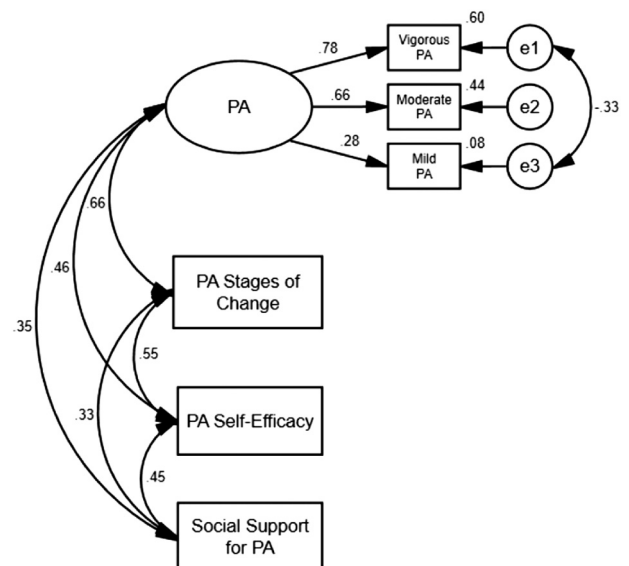 .60
.78
Vigorous
PA
e1
.44
PA
.66
Moderate
PA
e2
-.33
.28
.08
Mild
PA
e3
.66
.46
PA Stages of
Change
.35
.55
.33
PA Self-Efficacy
.45
Social Support
for PA